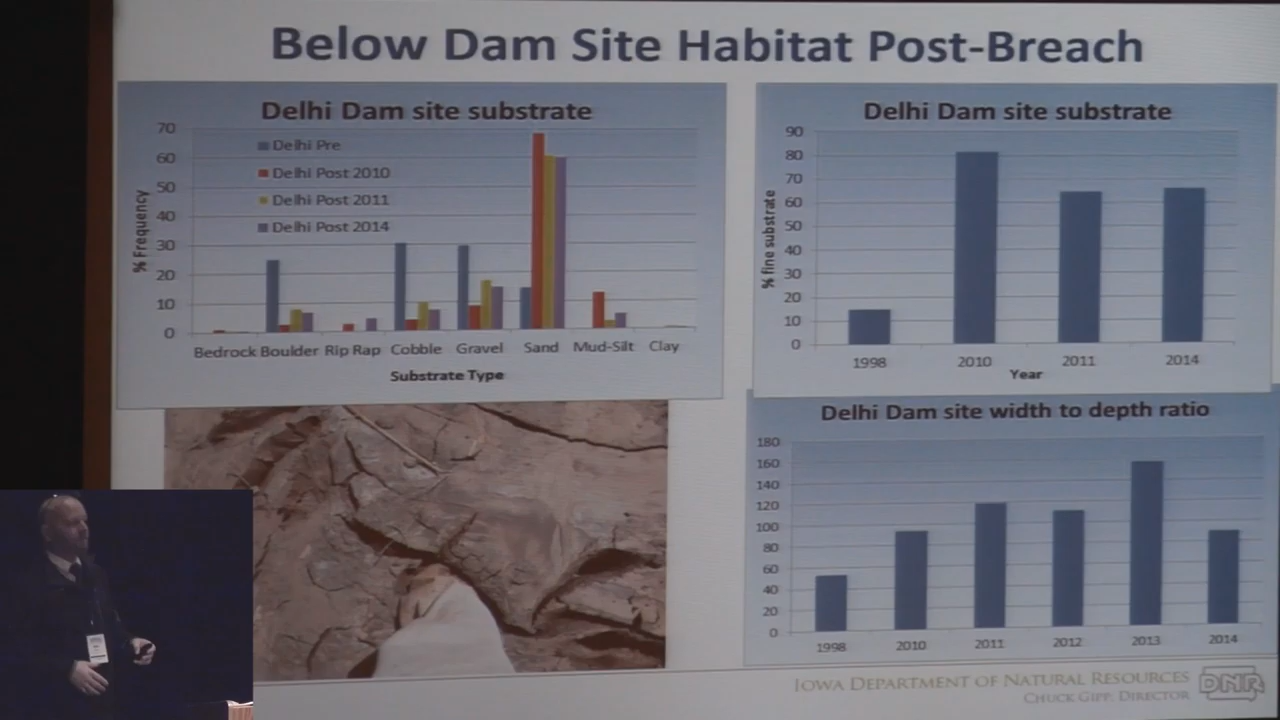 Below Dam Site Habitat Post-Breach
Delhi Dam site substrate
% Frequency
70
60
50
40
30
20
10
0
Delhi Pre
Delhi Post 2010
Delhi Post 2011
Delhi Post 2014
Bedrock Boulder Rip Rap Cobble Gravel Sand Mud-Silt Clay
Substrate Type
Delhi Dam site substrate
% fine substrate
90
80
70
60
50
40
30
20
10
0
1998 2010 2011 2014
Year
Delhi Dam site width to depth ratio
180
160
140
120
100
80
60
40
20
0
1998 2010 2011 2012 2013 2014
IOWA DEPARTMENT OF NATURAL RESOURCES
CHUCK GIPP, DIRECTOR
DNR